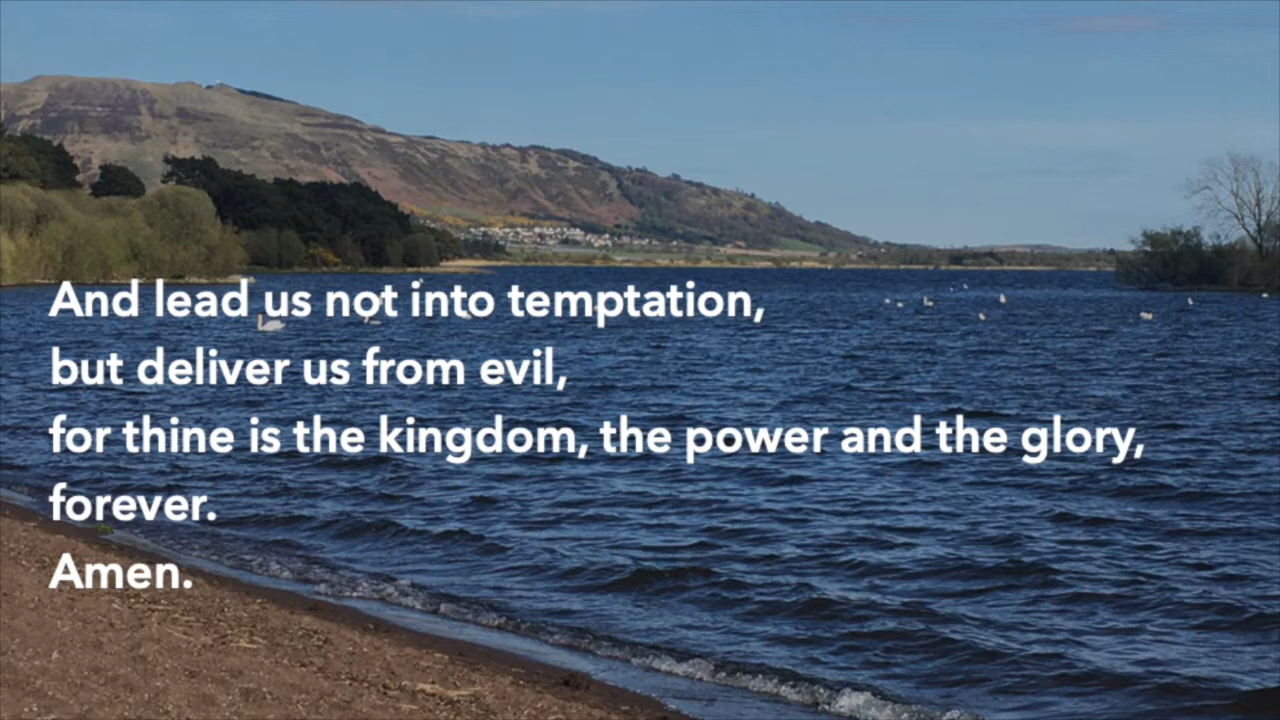 And lead us not into temptation,
but deliver us from evil,
for thine is the kingdom, the power and the glory,
forever.
Amen.